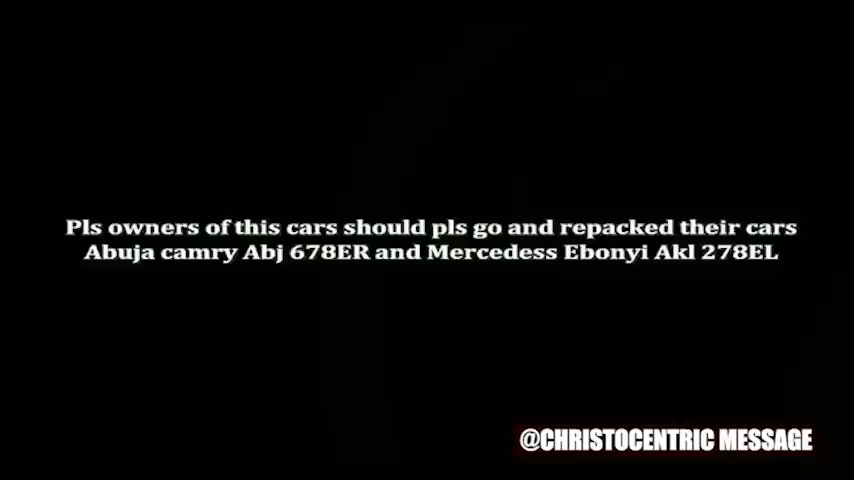 Pls owners of this cars should pls go and repacked their cars
Abuja camry Abj 678ER and Mercedess Ebonyi Akl 278EL
@CHRISTOCENTRIC MESSAGE